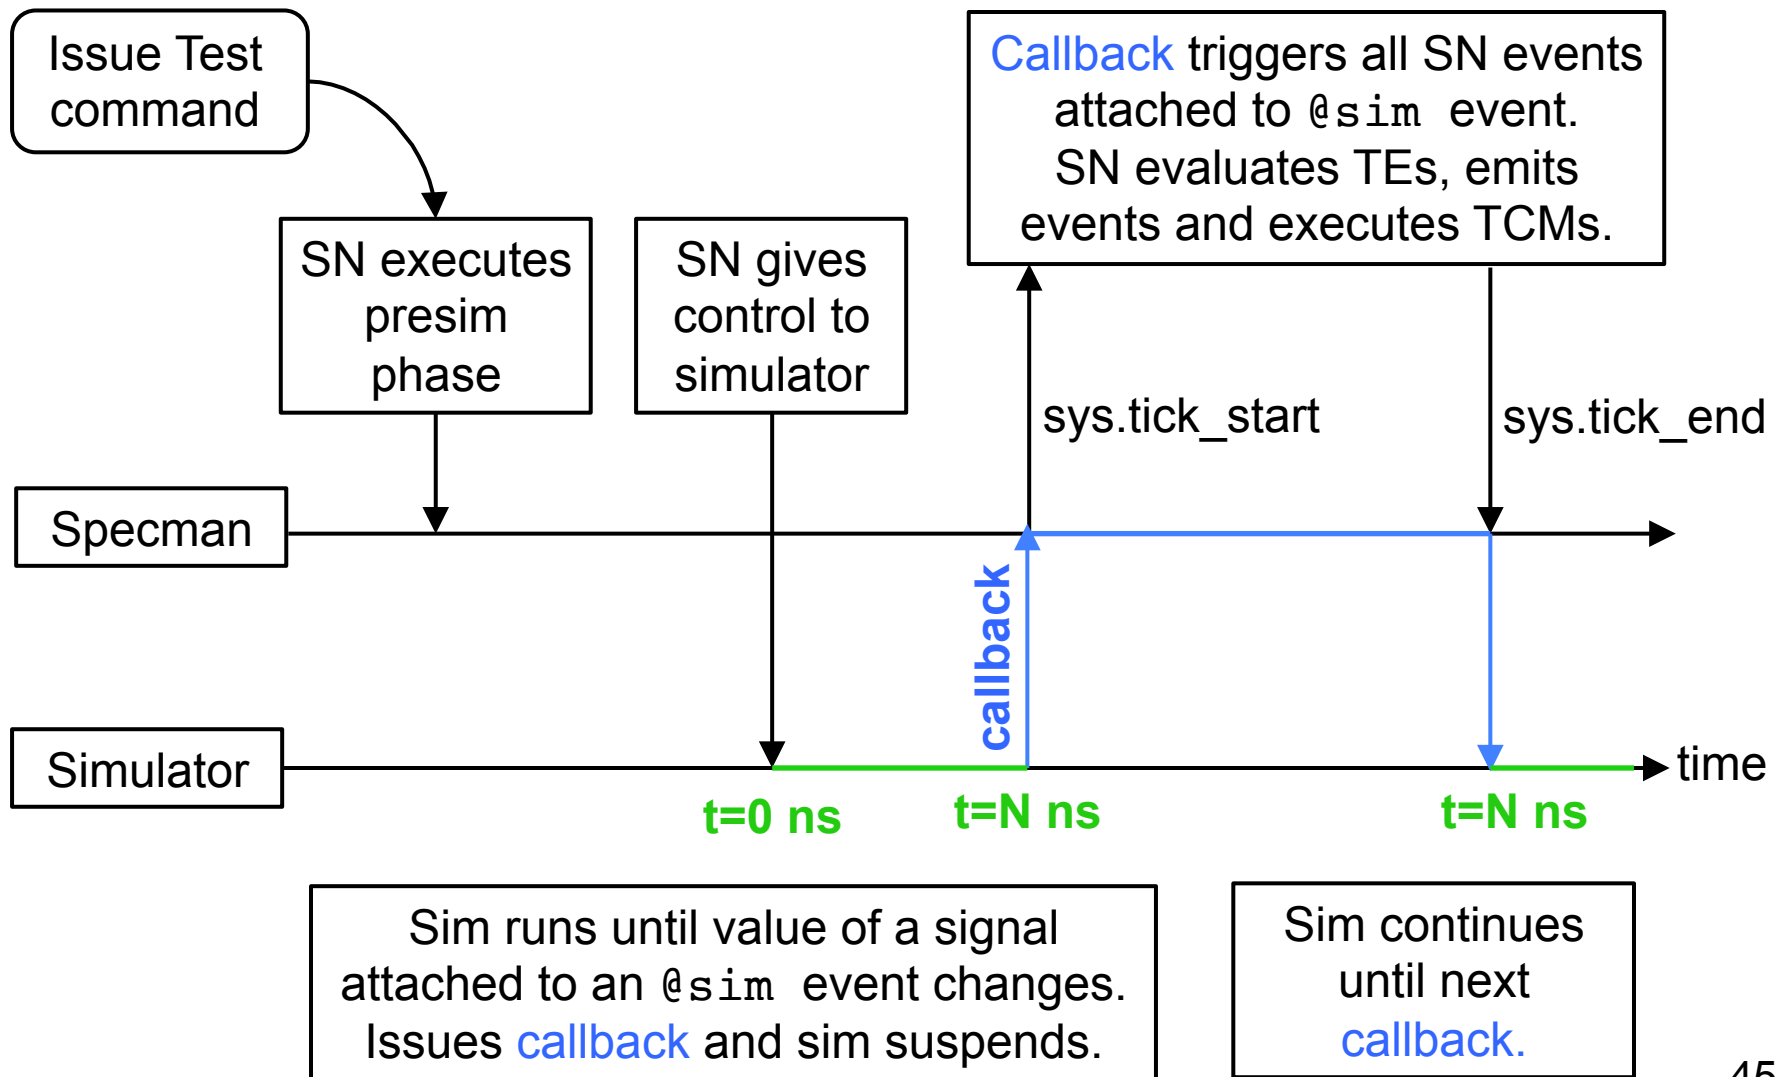 Issue Test
command
Callback triggers all SN events
attached to @sim event.
SN evaluates TEs, emits
events and executes TCMs.
SN executes
presim
phase
SN gives
control to
simulator
sys.tick_start
sys.tick_end
Specman
callback
Simulator
time
t=0 ns
t=N ns
t=N ns
Sim runs until value of a signal
attached to an @sim event changes.
Issues callback and sim suspends.
Sim continues
until next
callback.
45